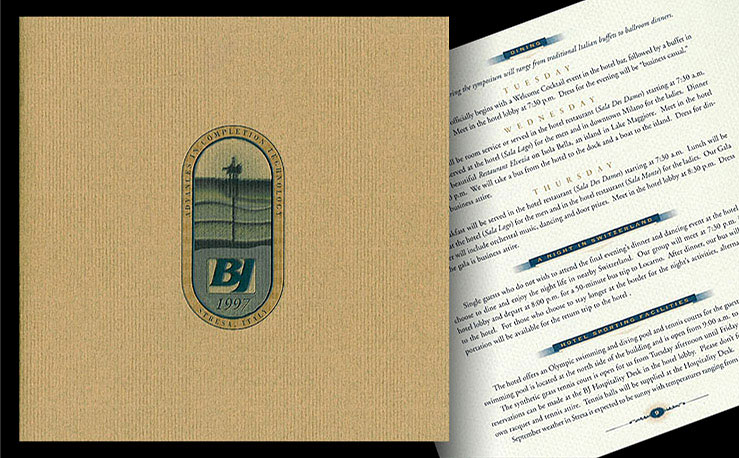 ADVANCES IN COMPLETION TECHNOLOGY
BJ
1997
STRESA, ITALY
DINING
ring the symposium will range from traditional Italian buffets to ballroom dinners.
TUESDAY
officially begins with a Welcome Cocktail event in the hotel bar, followed by a buffet in
Meet in the hotel lobby at 7:30 p.m. Dress for the evening will be "business casual."
WEDNESDAY
ll be room service or served in the hotel restaurant (Sala Des Dames) starting at 7:30 a.m.
erved at the hotel (Sala Lago) for the men and in downtown Milano for the ladies. Dinner
beautiful Restaurant Elvezia on Isola Bella, an island in Lake Maggiore. Meet in the hotel
0 p.m. We will take a bus from the hotel to the dock and a boat to the island. Dress for din-
business attire.
THURSDAY
kfast will be served in the hotel restaurant (Sala Des Dames) starting at 7:30 a.m. Lunch will be
at the hotel (Sala Lago) for the men and in the hotel restaurant (Sala Monte) for the ladies. Our Gala
er will include orchestral music, dancing and door prizes. Meet in the hotel lobby at 8:30 p.m. Dress
he gala is business attire.
A NIGHT IN SWITZERLAND
Single guests who do not wish to attend the final evening's dinner and dancing event at the hotel
choose to dine and enjoy the night life in nearby Switzerland. Our group will meet at 7:30 p.m.
hotel lobby and depart at 8:00 p.m. for a 50-minute bus trip to Locarno. After dinner, our bus will
to the hotel. For those who choose to stay longer at the border for the night's activities, alterna
portation will be available for the return trip to the hotel .
HOTEL SPORTING FACILITIES
The hotel offers an Olympic swimming and diving pool and tennis courts for the guest
swimming pool is located at the north side of the building and is open from 9:00 a.m. to
The synthetic grass tennis court is open for us from Tuesday afternoon until Friday
reservations can be made at the BJ Hospitality Desk in the hotel lobby. Please don't f
own racquet and tennis attire. Tennis balls will be supplied at the Hospitality Desk.
September weather in Stresa is expected to be sunny with temperatures ranging from
9